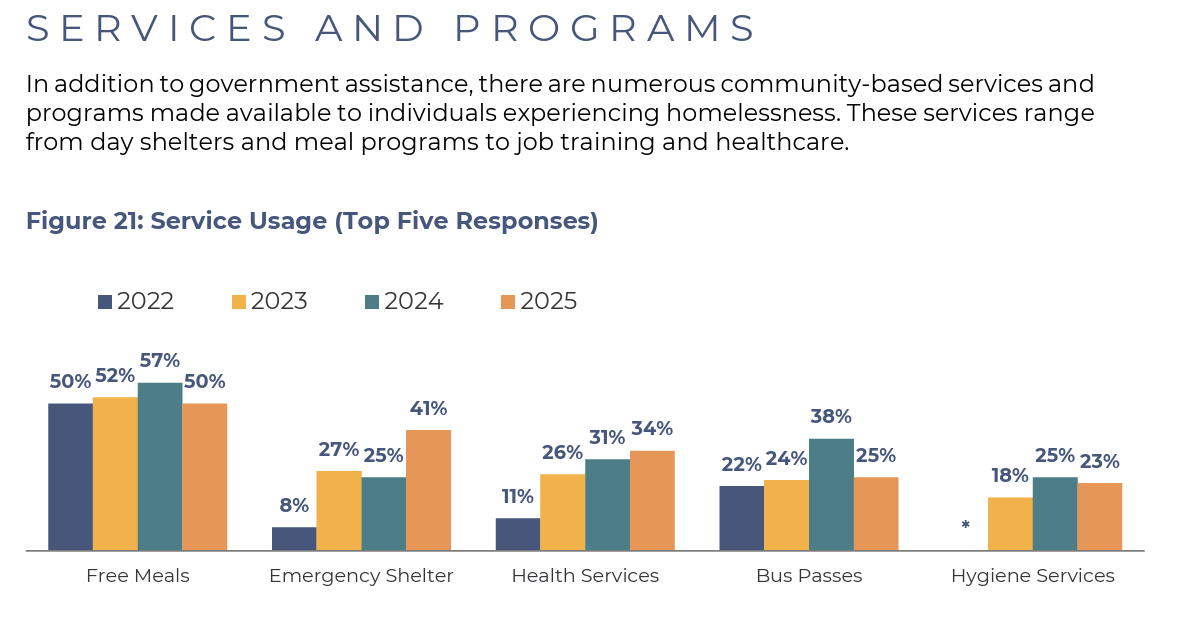 SERVICES AND PROGRAMS
In addition to government assistance, there are numerous community-based services and
programs made available to individuals experiencing homelessness. These services range
from day shelters and meal programs to job training and healthcare.
Figure 21: Service Usage (Top Five Responses)
2022 2023 2024 2025
50% 52% 57% 50%
8% 27% 25% 41%
11% 26% 31% 34%
22% 24% 38% 25%
* 18% 25% 23%
Free Meals Emergency Shelter Health Services Bus Passes Hygiene Services